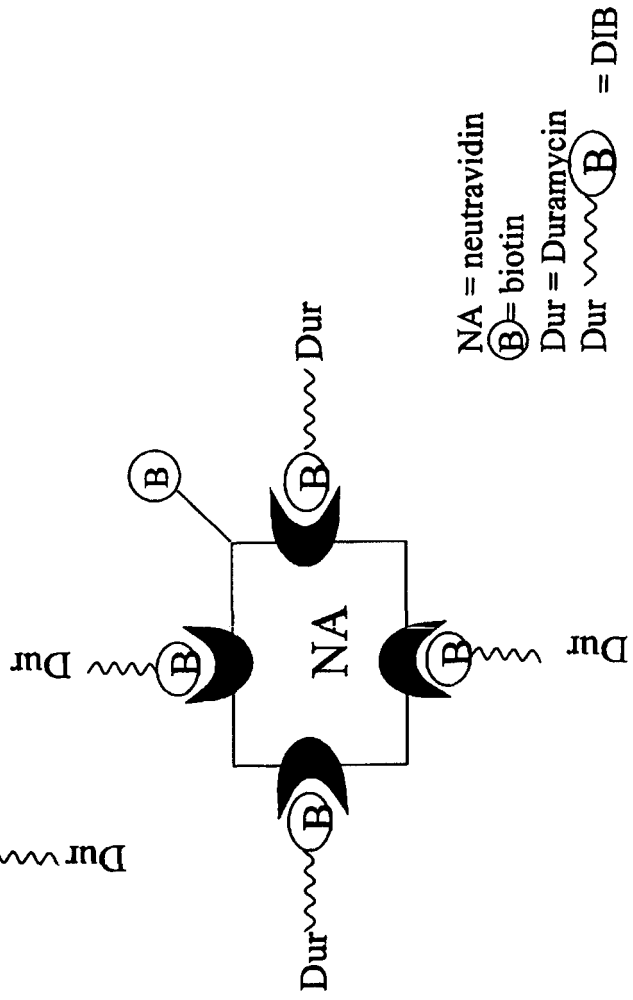 Dur
Dur
B
B
Dur B NA B Dur
B
Dur
NA = neutravidin
B = biotin
Dur = Duramycin
Dur B = DIB